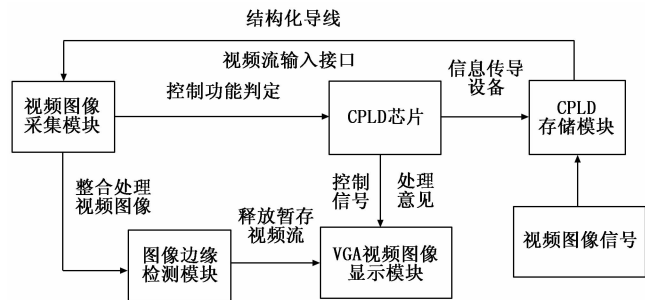 结构化导线
视频流输入接口
信息传导
设备
控制功能判定
视频图像
采集模块
CPLD芯片
CPLD
存储模块
整合处理
视频图像
控制
信号
处理
意见
释放暂存
视频流
图像边缘
检测模块
VGA视频图像
显示模块
视频图像信号